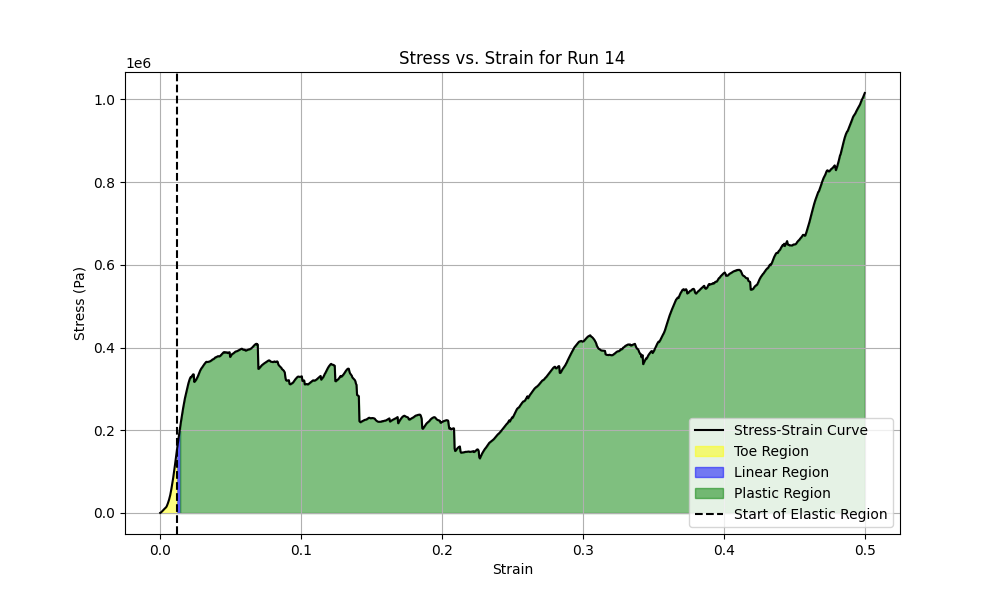 Stress vs. Strain for Run 14
1e6
1.0
0.8
0.6
0.4
0.2
0.0
Stress (Pa)
0.0 0.1 0.2 0.3 0.4 0.5
Strain
Stress-Strain Curve
Toe Region
Linear Region
Plastic Region
Start of Elastic Region